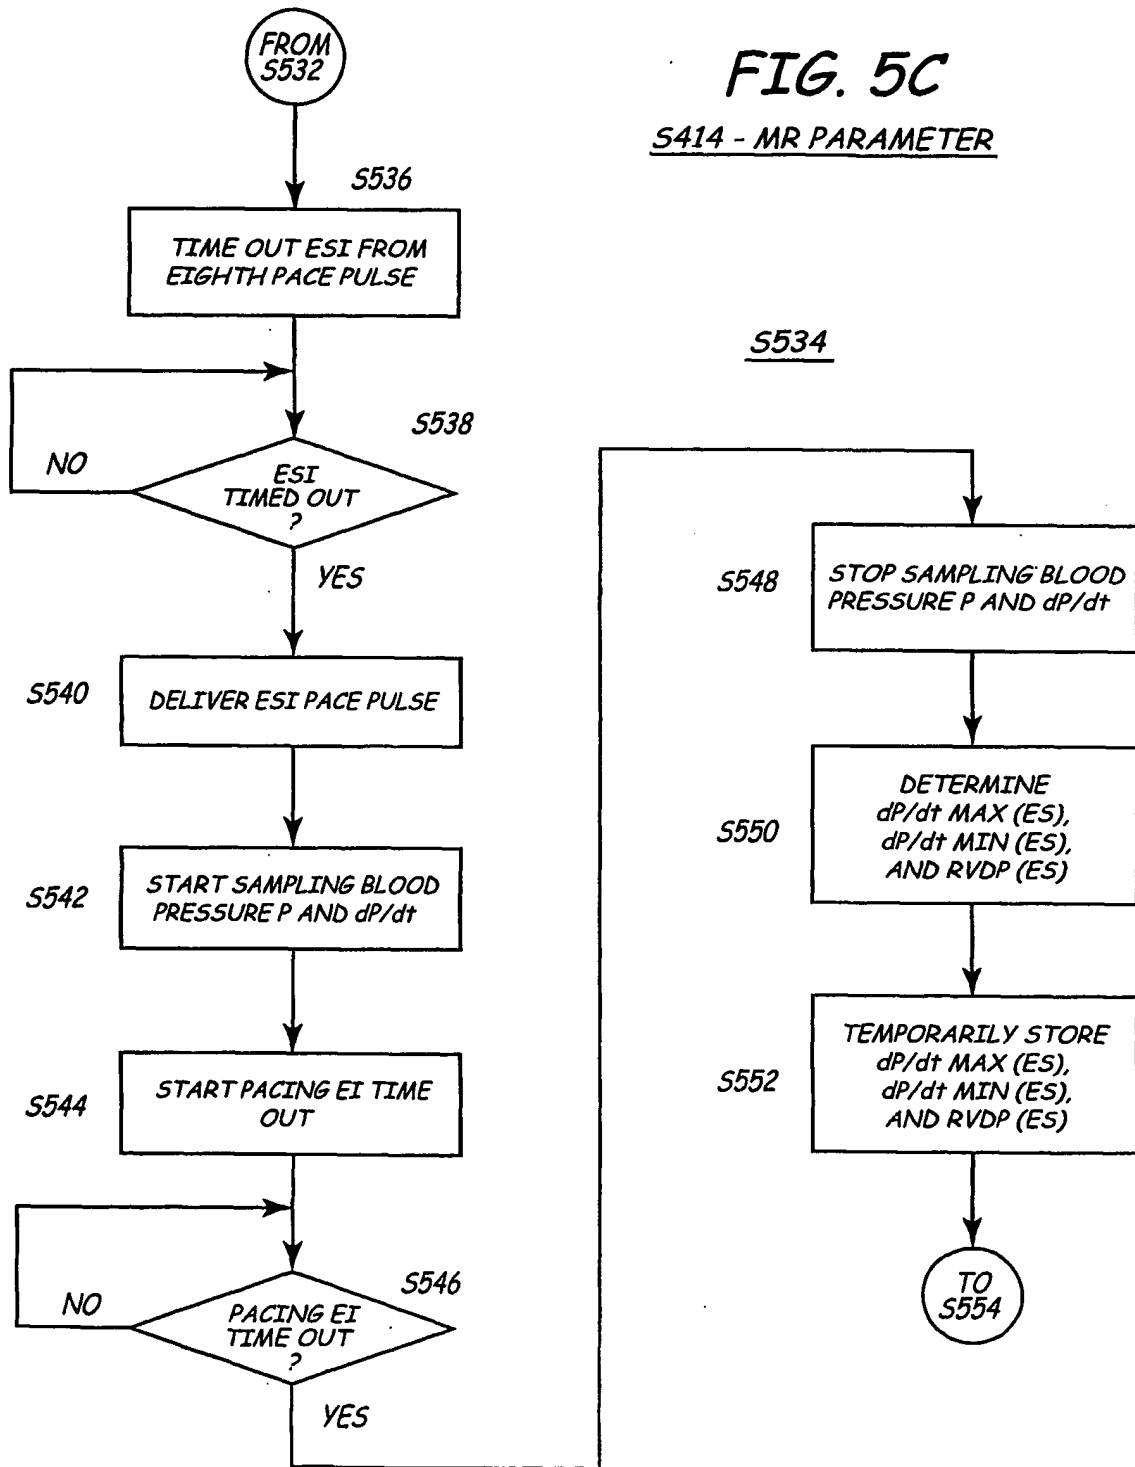 FROM
S532
FIG. 5C
S414 - MR PARAMETER
S536
TIME OUT ESI FROM
EIGHTH PACE PULSE
S538
NO
ESI
TIMED OUT
?
YES
S540
DELIVER ESI PACE PULSE
S542
START SAMPLING BLOOD
PRESSURE P AND dP/dt
S544
START PACING EI TIME
OUT
S546
NO
PACING EI
TIME OUT
?
YES
S534
S548
STOP SAMPLING BLOOD
PRESSURE P AND dP/dt
S550
DETERMINE
dP/dt MAX (ES),
dP/dt MIN (ES),
AND RVDP (ES)
S552
TEMPORARILY STORE
dP/dt MAX (ES),
dP/dt MIN (ES),
AND RVDP (ES)
TO
S554